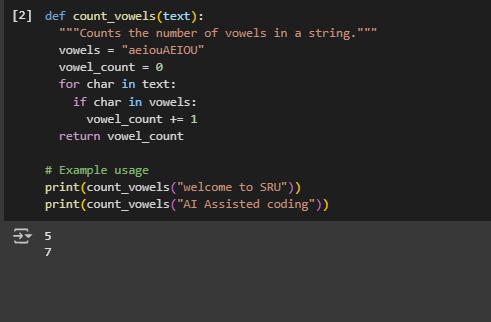 [2] def count_vowels(text):
    """Counts the number of vowels in a string."""
    vowels = "aeiouAEIOU"
    vowel_count = 0
    for char in text:
      if char in vowels:
        vowel_count += 1
    return vowel_count

# Example usage
print(count_vowels("welcome to SRU"))
print(count_vowels("AI Assisted coding"))
5
7